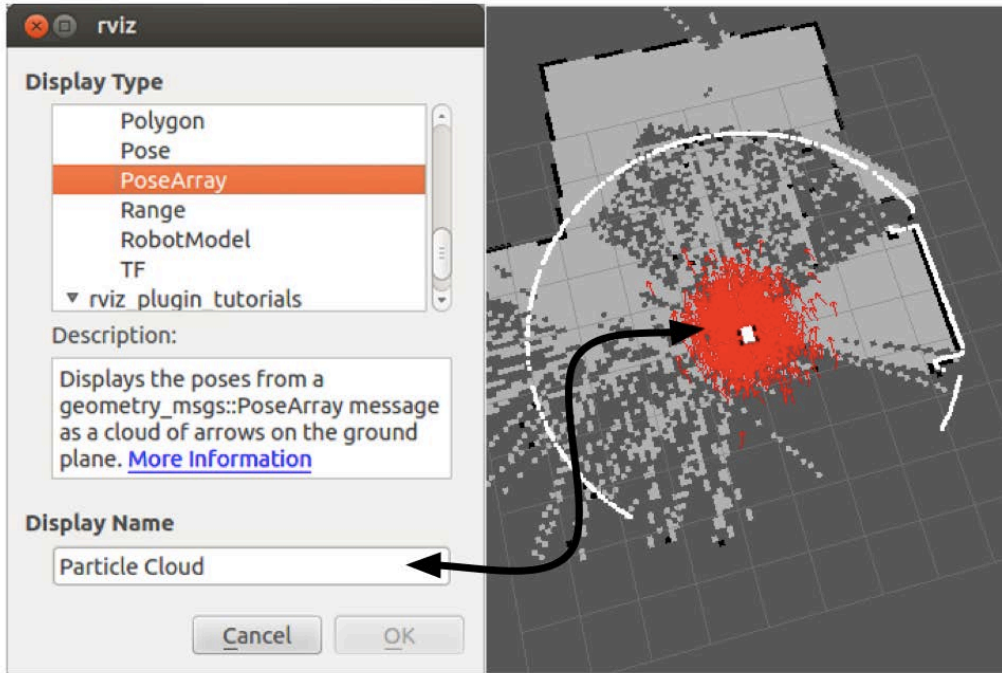 rviz
Display Type
Polygon
Pose
PoseArray
Range
RobotModel
TF
rviz_plugin_tutorials
Description:
Displays the poses from a
geometry_msgs::PoseArray message
as a cloud of arrows on the ground
plane. More Information
Display Name
Particle Cloud
Cancel
OK